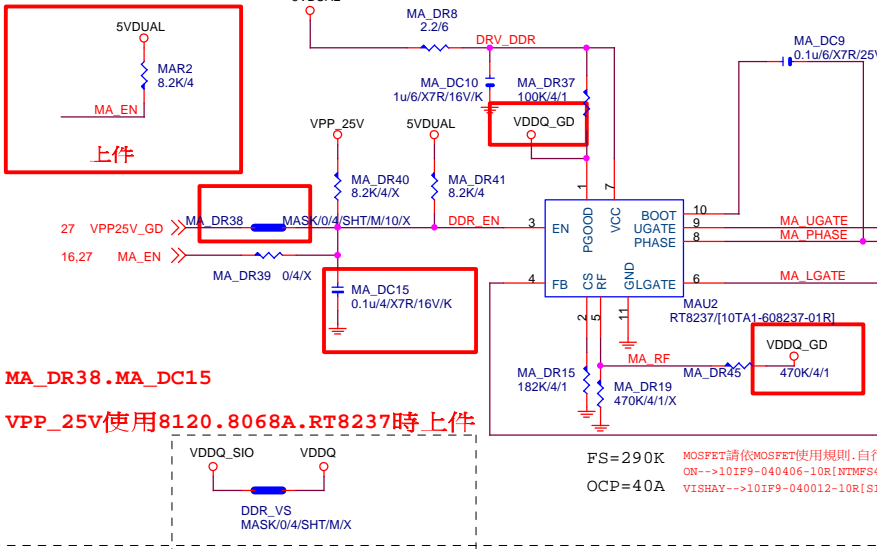 5VDUAL
MAR2
8.2K/4
MA_EN
上件
MA_DR8
2.2/6
DRV_DDR
MA_DC10
1u/6/X7R/16V/K
MA_DR37
100K/4/1
MA_DC9
0.1u/6/X7R/25V
VDDQ_GD
VPP_25V
5VDUAL
MA_DR40
8.2K/4/X
MA_DR41
8.2K/4
27 VPP25V_GD
MA_DR38
MASK/0/4/SHT/M/10/X
DDR_EN
16,27 MA_EN
MA_DR39 0/4/X
MA_DC15
0.1u/4/X7R/16V/K
1
7
3
4
2
5
11
10
9
8
6
EN
PGOOD
VCC
BOOT
UGATE
PHASE
FB
CS
RF
GND
LGATE
MA_UGATE
MA_PHASE
MA_LGATE
MAU2
RT8237/[10TA1-608237-01R]
MA_RF
MA_DR15
182K/4/1
MA_DR19
470K/4/1/X
MA_DR45
470K/4/1
VDDQ_GD
MA_DR38.MA_DC15
VPP_25V使用8120.8068A.RT8237時上件
VDDQ_SIO
VDDQ
DDR_VS
MASK/0/4/SHT/M/X
FS=290K
OCP=40A
MOSFET請依MOSFET使用規則.自行
ON-->10IF9-040406-10R[NTMFS4
VISHAY-->10IF9-040012-10R[SI